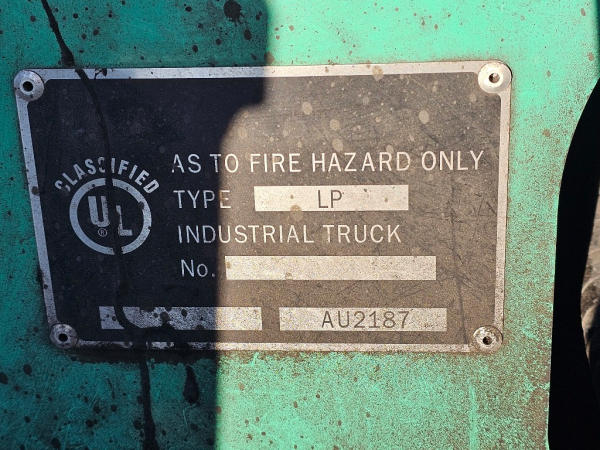 CLASSIFIED
UL
®
AS TO FIRE HAZARD ONLY
TYPE LP
INDUSTRIAL TRUCK
No.
AU2187